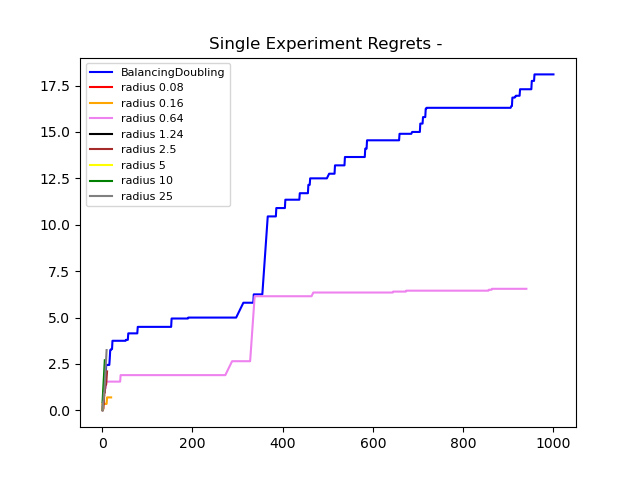 Single Experiment Regrets -
BalancingDoubling
radius 0.08
radius 0.16
radius 0.64
radius 1.24
radius 2.5
radius 5
radius 10
radius 25
17.5
15.0
12.5
10.0
7.5
5.0
2.5
0.0
0 200 400 600 800 1000